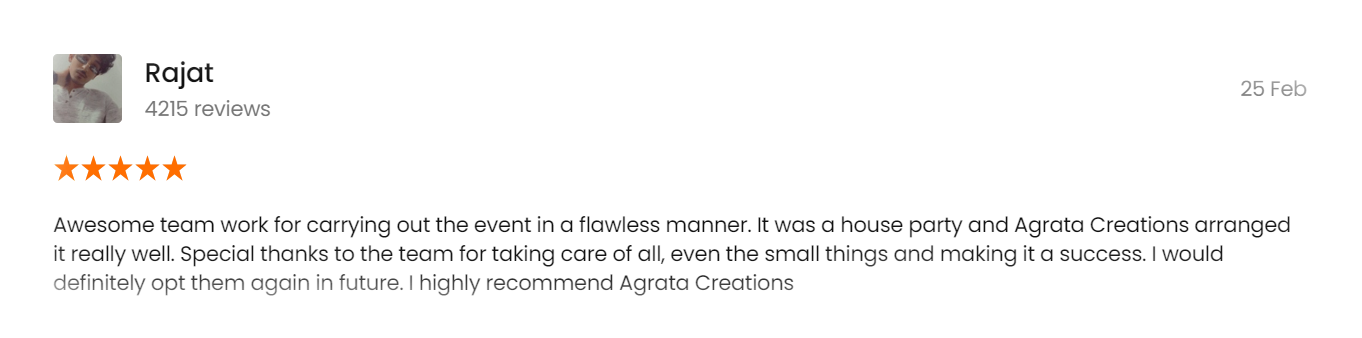 Rajat
4215 reviews
25 Feb
Awesome team work for carrying out the event in a flawless manner. It was a house party and Agrata Creations arranged
it really well. Special thanks to the team for taking care of all, even the small things and making it a success. I would
definitely opt them again in future. I highly recommend Agrata Creations